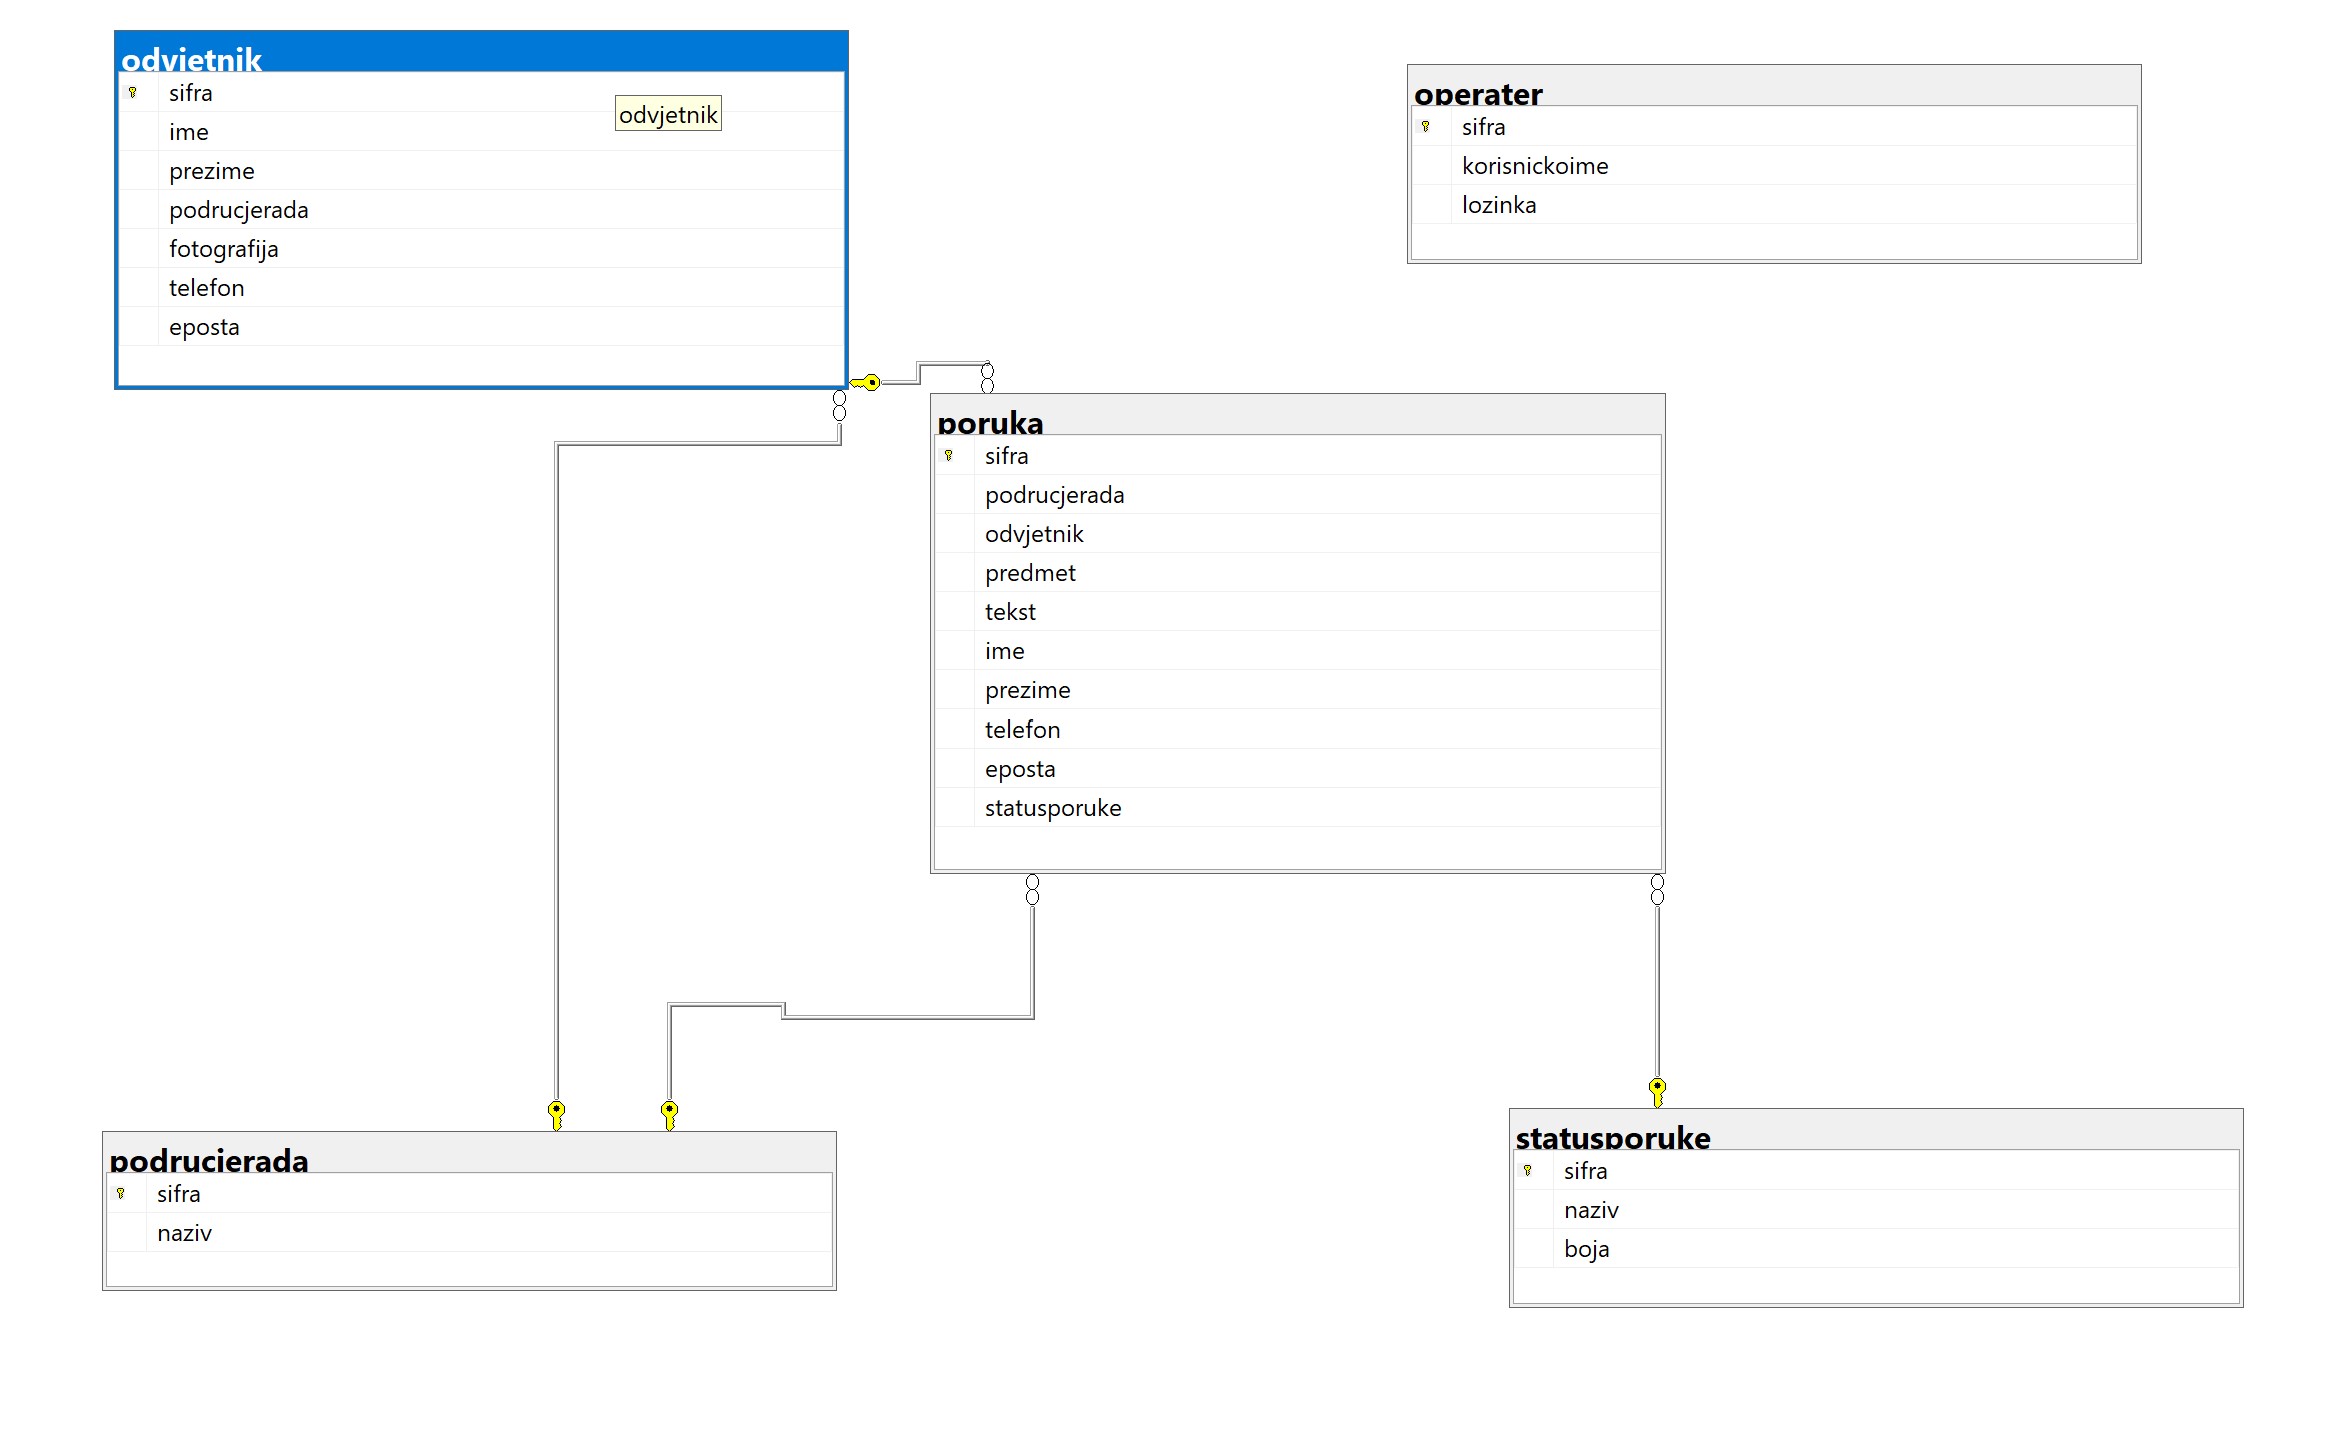 odvjetnik
sifra
ime
prezime
podrucjerada
fotografija
telefon
eposta
odvjetnik
operater
sifra
korisnickoime
lozinka
poruka
sifra
podrucjerada
odvjetnik
predmet
tekst
ime
prezime
telefon
eposta
statusporuke
podrucjerada
sifra
naziv
statusporuke
sifra
naziv
boja